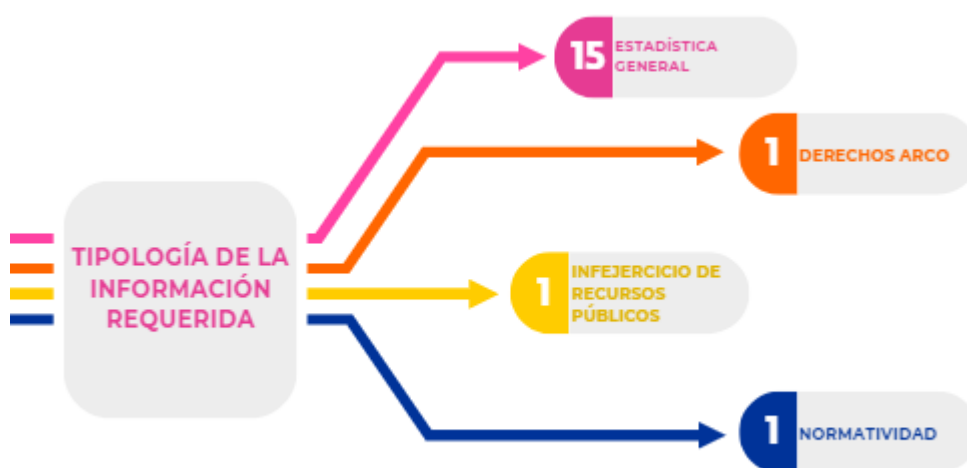 TIPOLOGÍA DE LA
INFORMACIÓN
REQUERIDA
15
ESTADÍSTICA
GENERAL
1
DERECHOS ARCO
1
INFEJERCICIO DE
RECURSOS
PÚBLICOS
1
NORMATIVIDAD